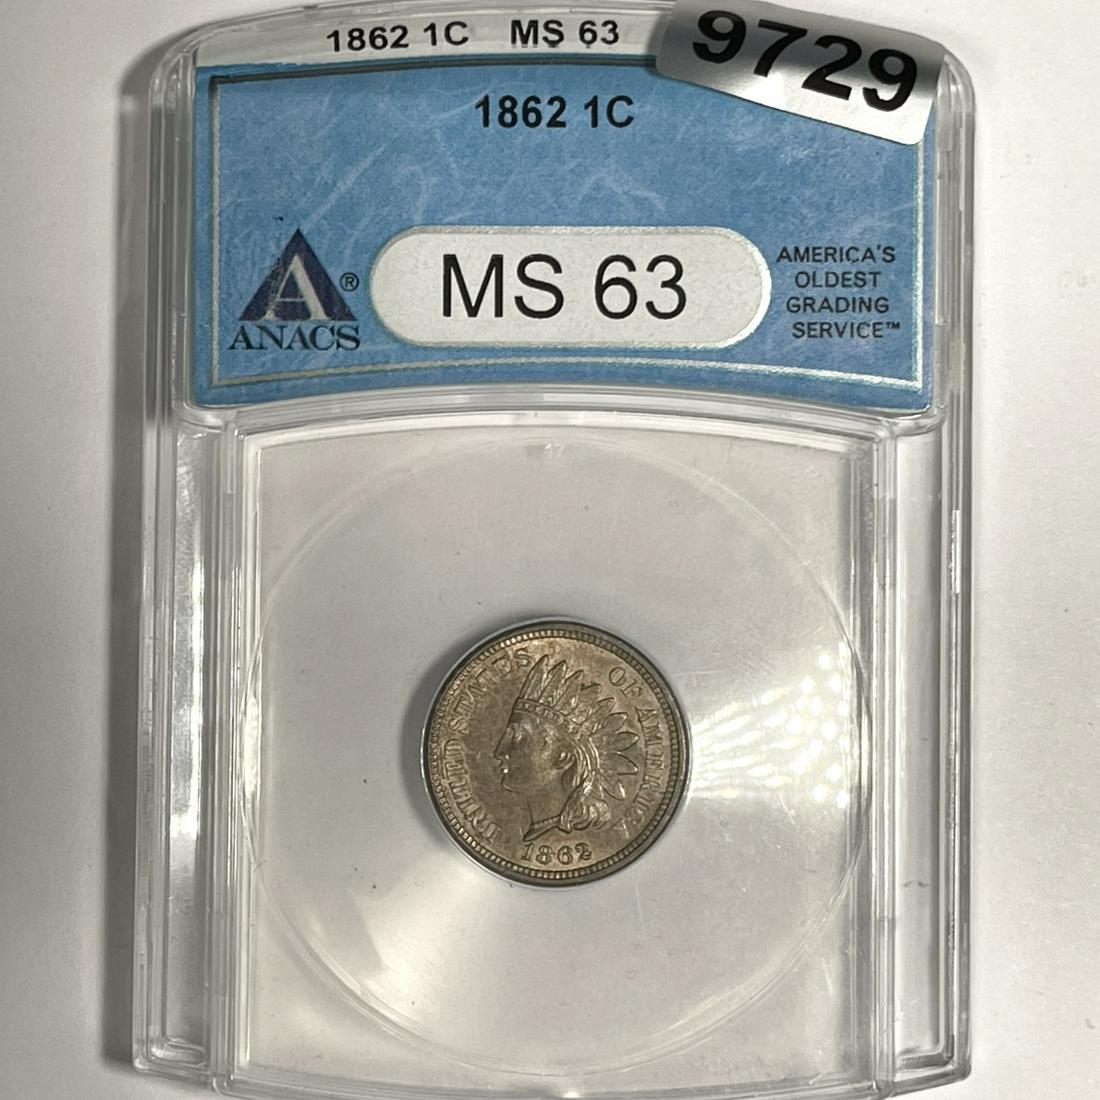 1862 1C MS 63
9729
1862 1C
ANACS®
MS 63
AMERICA'S
OLDEST
GRADING
SERVICE™
UNITED STATES OF AMERICA
1862